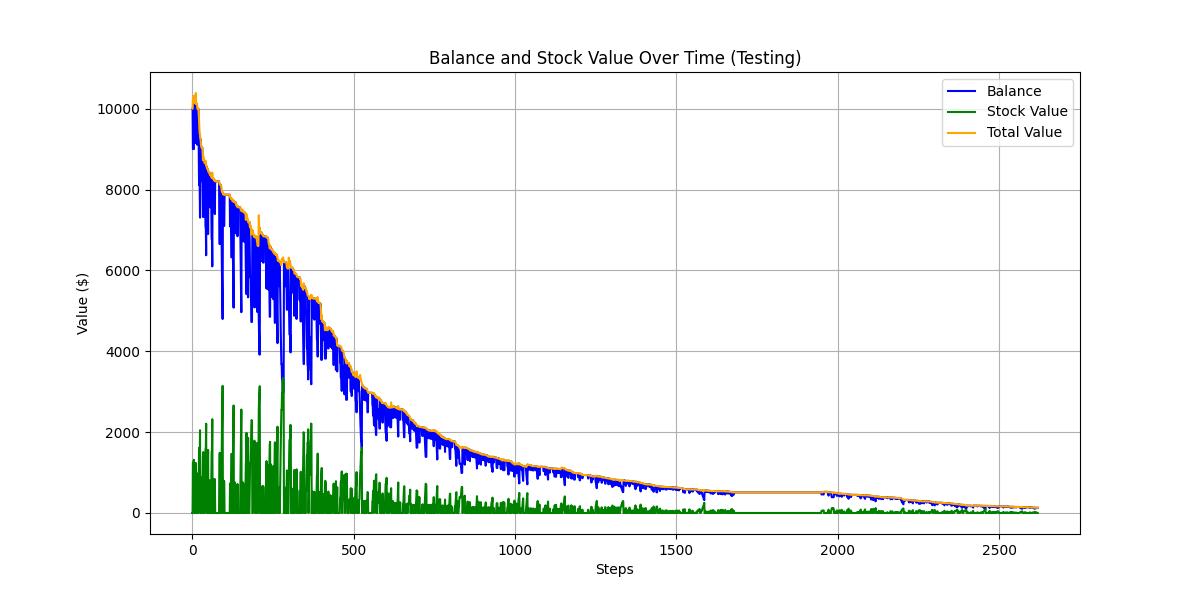 Balance and Stock Value Over Time (Testing)
Balance
Stock Value
Total Value
Value ($)
10000
8000
6000
4000
2000
0
0 500 1000 1500 2000 2500
Steps